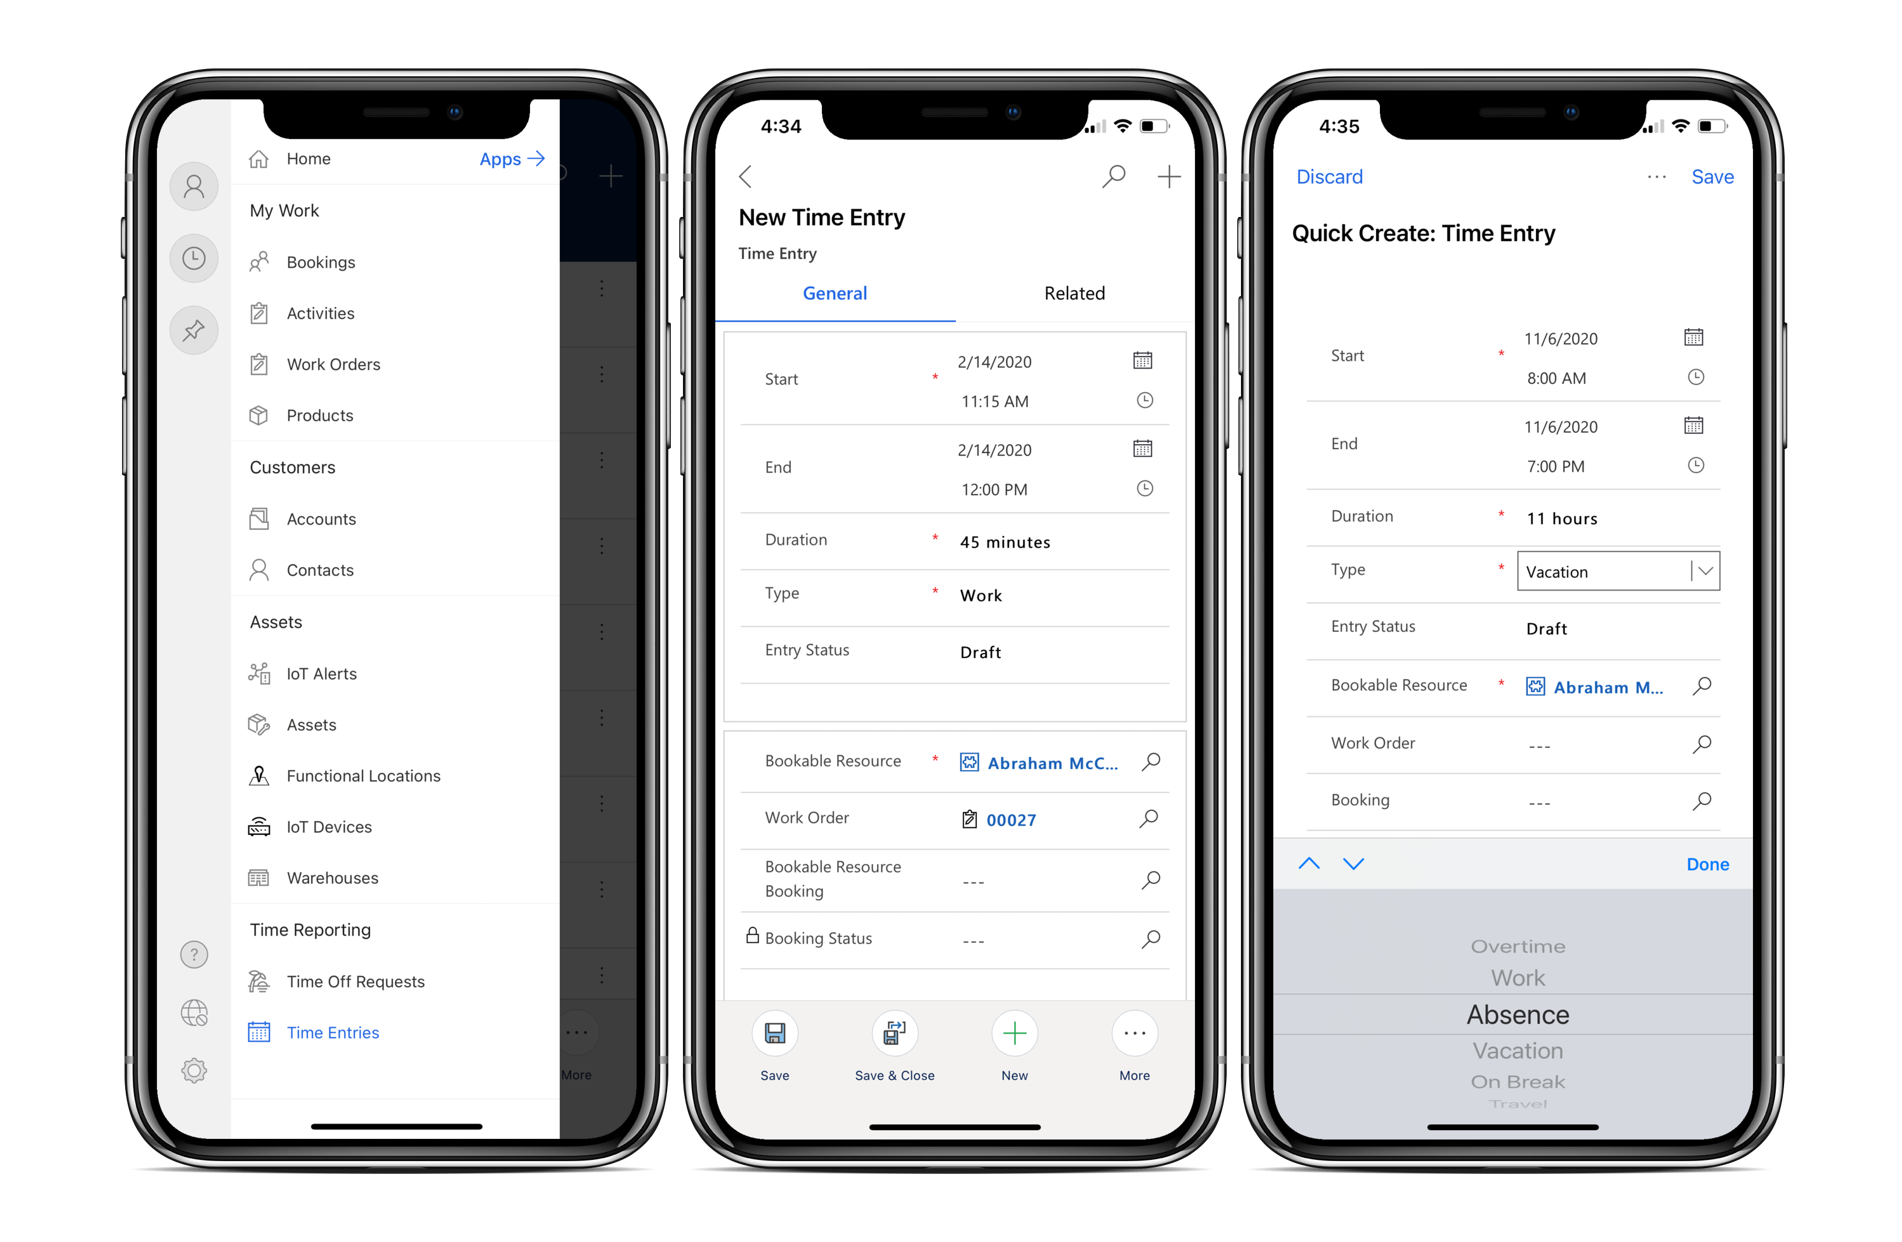 Home
Apps
My Work
Bookings
Activities
Work Orders
Products
Customers
Accounts
Contacts
Assets
IoT Alerts
Assets
Functional Locations
IoT Devices
Warehouses
Time Reporting
Time Off Requests
Time Entries
More
4:34
New Time Entry
Time Entry
General Related
Start * 2/14/2020
11:15 AM
End 2/14/2020
12:00 PM
Duration * 45 minutes
Type * Work
Entry Status Draft
Bookable Resource * Abraham McC...
Work Order 00027
Bookable Resource
Booking ---
Booking Status ---
Save Save & Close New More
4:35
Discard ... Save
Quick Create: Time Entry
Start * 11/6/2020
8:00 AM
End 11/6/2020
7:00 PM
Duration * 11 hours
Type * Vacation
Entry Status Draft
Bookable Resource * Abraham M...
Work Order ---
Booking ---
Done
Overtime
Work
Absence
Vacation
On Break
Travel